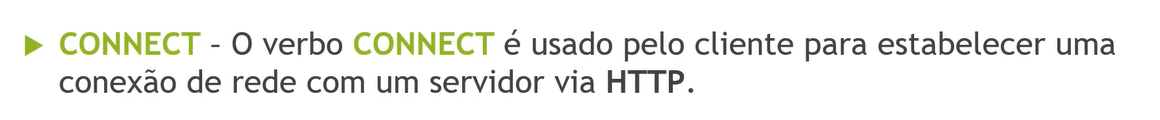 CONNECT – O verbo CONNECT é usado pelo cliente para estabelecer uma
conexão de rede com um servidor via HTTP.